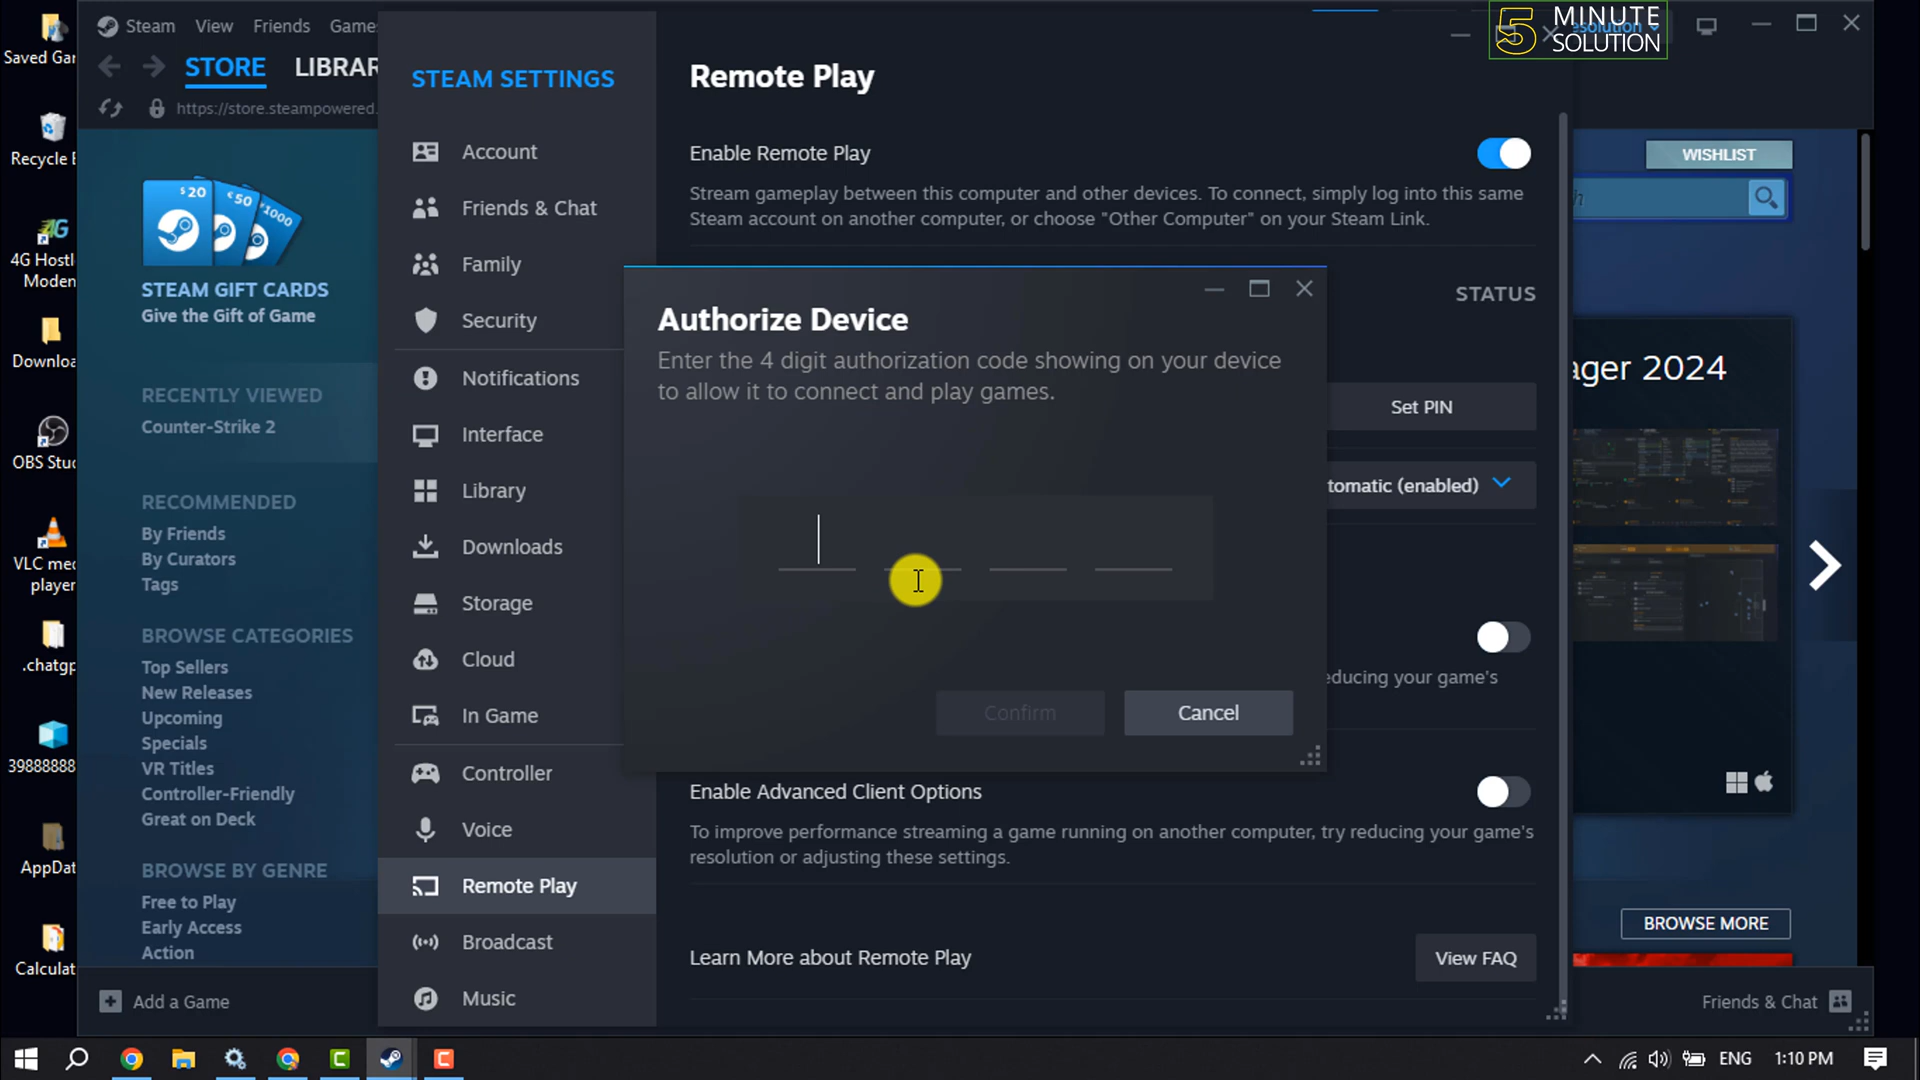 Saved Gar
Recycle B
4G Hostle
Modem
Downloa
OBS Stud
VLC med
player
.chatgp
39888888
AppDat
Calculat
Steam View Friends Game
STORE LIBRAR
https://store.steampowered.
$20 €50 ¥1000
STEAM GIFT CARDS
Give the Gift of Game
RECENTLY VIEWED
Counter-Strike 2
RECOMMENDED
By Friends
By Curators
Tags
BROWSE CATEGORIES
Top Sellers
New Releases
Upcoming
Specials
VR Titles
Controller-Friendly
Great on Deck
BROWSE BY GENRE
Free to Play
Early Access
Action
Add a Game
STEAM SETTINGS
Account
Friends & Chat
Family
Security
Notifications
Interface
Library
Downloads
Storage
Cloud
In Game
Controller
Voice
Remote Play
Broadcast
Music
Remote Play
Enable Remote Play
Stream gameplay between this computer and other devices. To connect, simply log into this same
Steam account on another computer, or choose "Other Computer" on your Steam Link.
STATUS
Set PIN
tomatic (enabled)
educing your game's
Authorize Device
Enter the 4 digit authorization code showing on your device
to allow it to connect and play games.
Confirm Cancel
Enable Advanced Client Options
To improve performance streaming a game running on another computer, try reducing your game's
resolution or adjusting these settings.
Learn More about Remote Play View FAQ
5 MINUTE
SOLUTION
esolution
WISHLIST
h
ager 2024
BROWSE MORE
Friends & Chat
ENG 1:10 PM